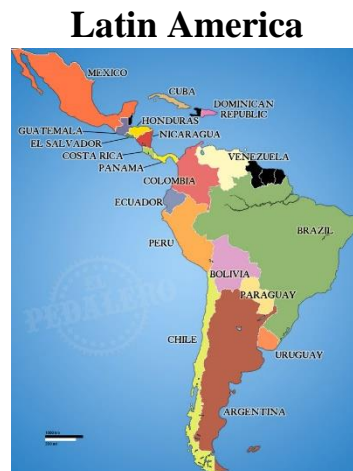 Latin America
MEXICO
CUBA
DOMINICAN
REPUBLIC
HONDURAS
GUATEMALA
NICARAGUA
EL SALVADOR
COSTA RICA
PANAMA
VENEZUELA
COLOMBIA
ECUADOR
BRAZIL
PERU
BOLIVIA
PARAGUAY
CHILE
URUGUAY
ARGENTINA